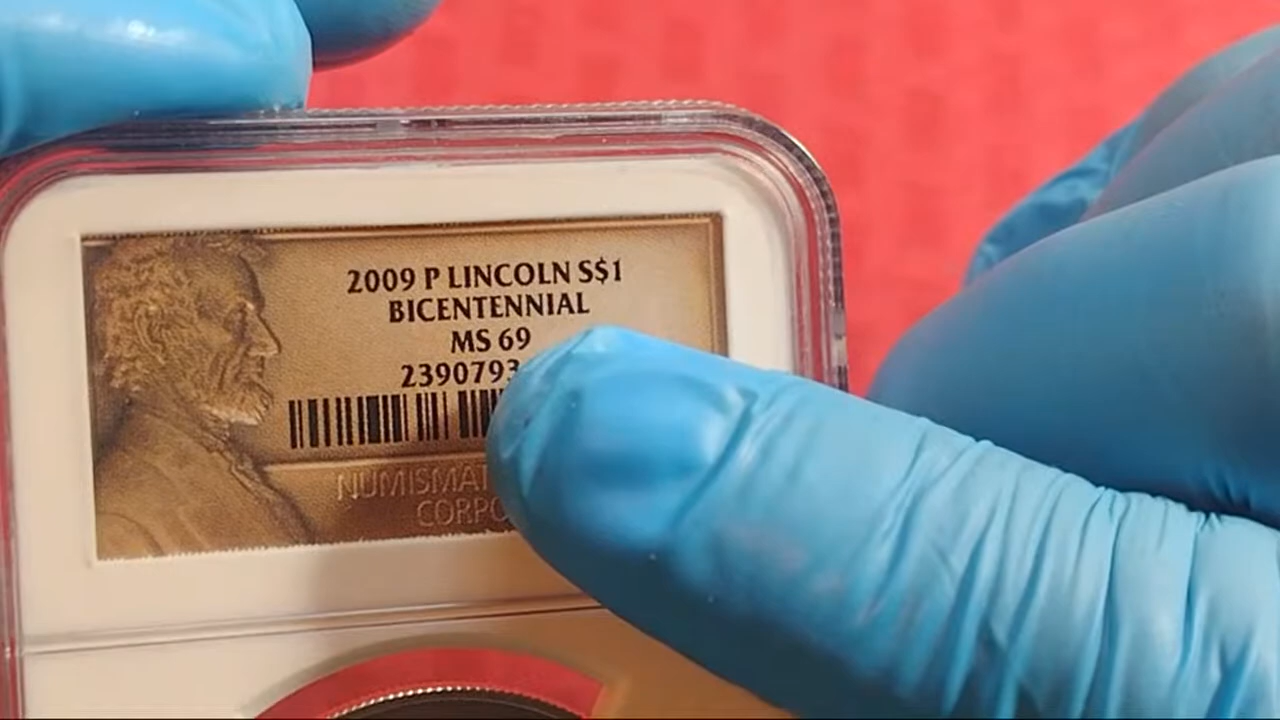 2009 P LINCOLN S$1
BICENTENNIAL
MS 69
2390793
NUMISMAT
CORPO